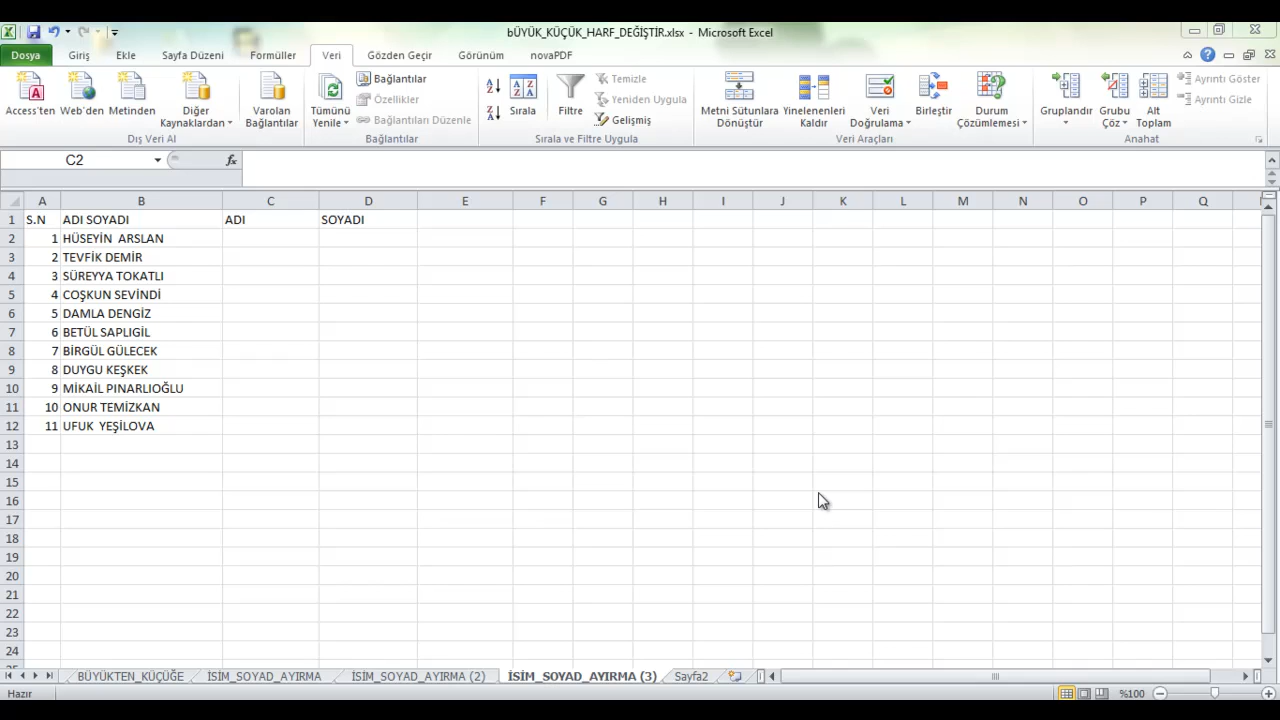 bÜYÜK_KÜÇÜK_HARF_DEĞİŞTİR.xlsx - Microsoft Excel
Dosya Giriş Ekle Sayfa Düzeni Formüller Veri Gözden Geçir Görünüm novaPDF
Access'ten Web'den Metinden Diğer Kaynaklardan Varolan Bağlantılar Tümünü Yenile Bağlantılar Özellikler Bağlantıları Düzenle Sırala Filtre Temizle Yeniden Uygula Gelişmiş Metni Sütunlara Dönüştür Yinelenenleri Kaldır Veri Doğrulama Birleştir Durum Çözümlemesi Gruplandır Grubu Çöz Alt Toplam Ayrıntı Göster Ayrıntı Gizle
Dış Veri Al Bağlantılar Sırala ve Filtre Uygula Veri Araçları Anahat
C2 fx
A B C D E F G H I J K L M N O P Q
1 S.N ADI SOYADI ADI SOYADI
2 1 HÜSEYİN  ARSLAN
3 2 TEVFİK DEMİR
4 3 SÜREYYA TOKATLI
5 4 COŞKUN SEVİNDİ
6 5 DAMLA DENGİZ
7 6 BETÜL SAPLIGİL
8 7 BİRGÜL GÜLECEK
9 8 DUYGU KEŞKEK
10 9 MİKAİL PINARLIOĞLU
11 10 ONUR TEMİZKAN
12 11 UFUK  YEŞİLOVA
13
14
15
16
17
18
19
20
21
22
23
24
BÜYÜKTEN_KÜÇÜĞE İSİM_SOYAD_AYIRMA İSİM_SOYAD_AYIRMA (2) İSİM_SOYAD_AYIRMA (3) Sayfa2
Hazır %100